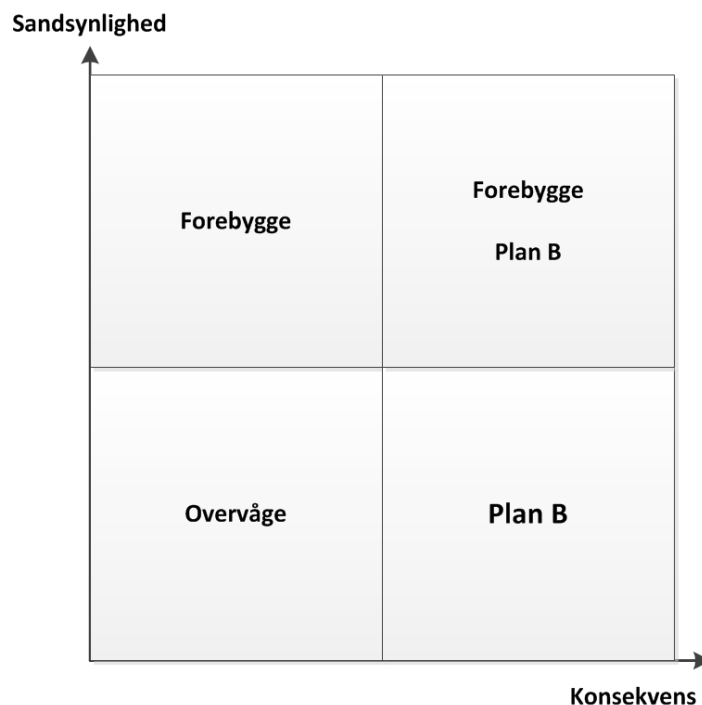 Sandsynlighed
Forebygge
Forebygge
Plan B
Overvåge
Plan B
Konsekvens